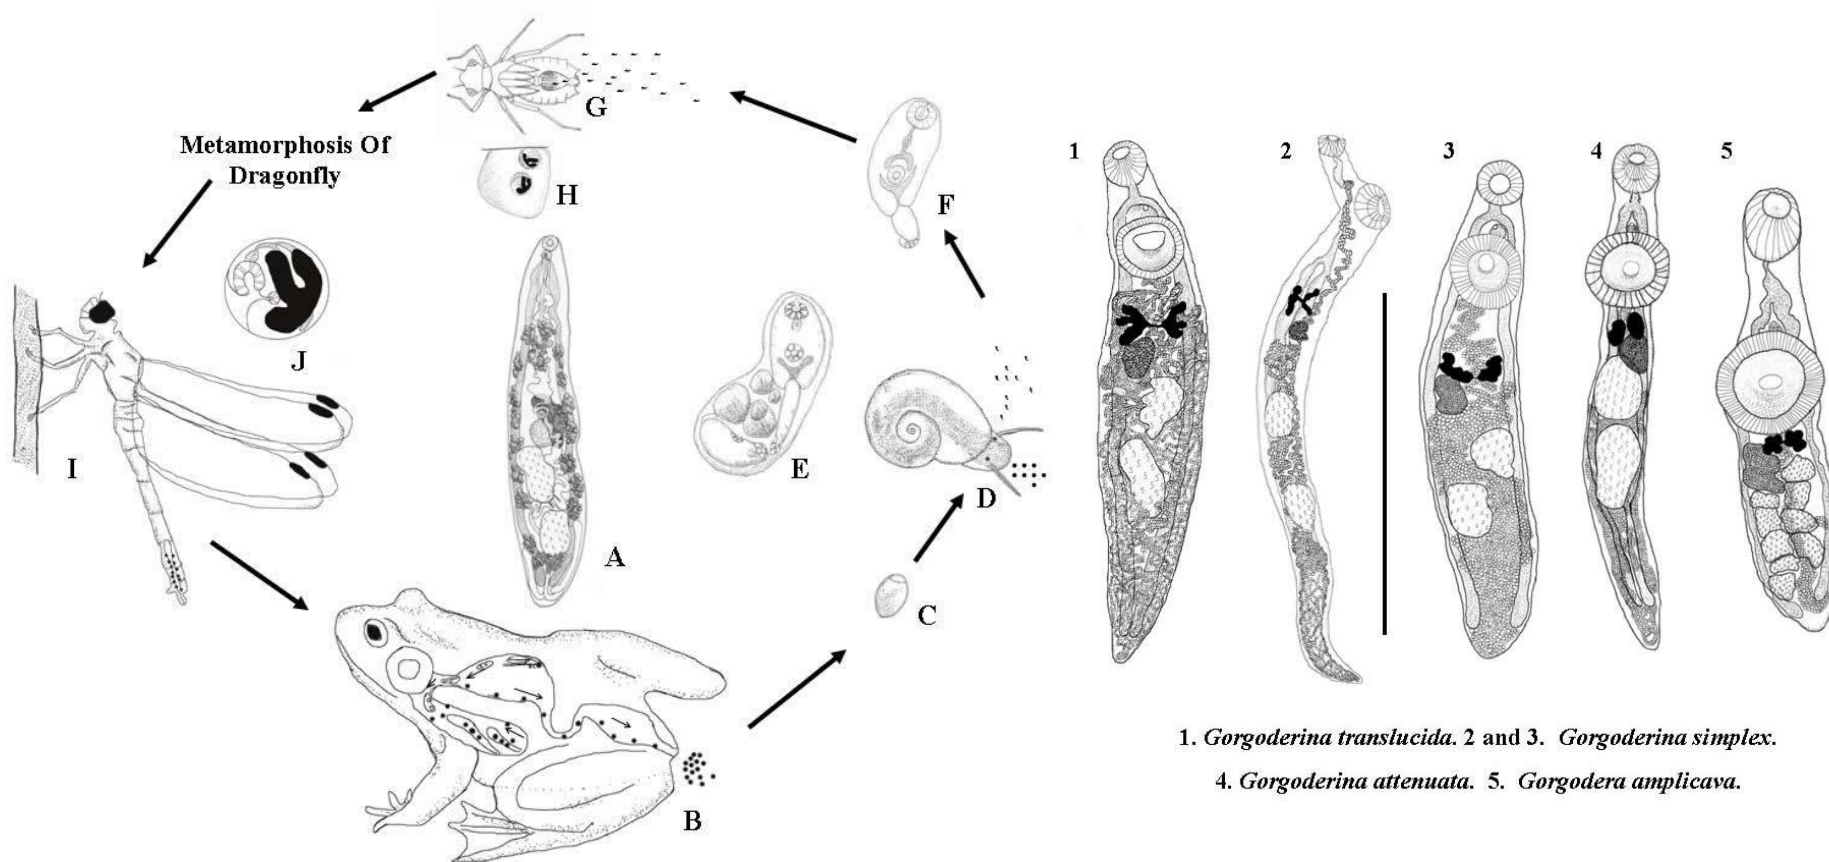 G
Metamorphosis Of
Dragonfly
H
F
J
I
E
D
A
C
B
1
2
3
4
5
1. Gorgoderina translucida. 2 and 3. Gorgoderina simplex.
4. Gorgoderina attenuata. 5. Gorgodera amplicava.